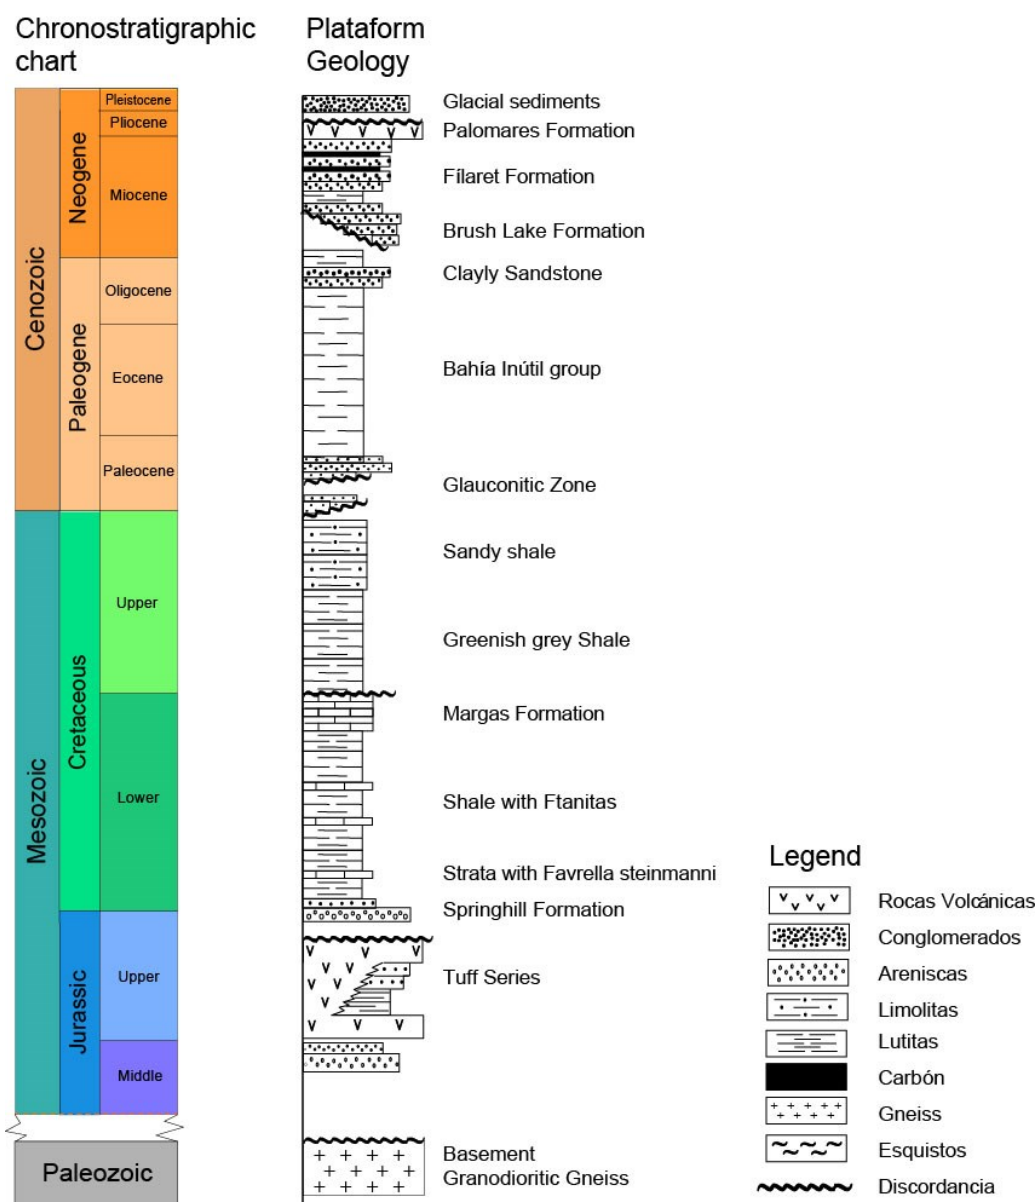 Chronostratigraphic
chart
Plataform
Geology
Cenozoic
Neogene
Pleistocene
Pliocene
Miocene
Paleogene
Oligocene
Eocene
Paleocene
Mesozoic
Cretaceous
Upper
Lower
Jurassic
Upper
Middle
Paleozoic
Glacial sediments
Palomares Formation
Fílaret Formation
Brush Lake Formation
Clayly Sandstone
Bahía Inútil group
Glauconitic Zone
Sandy shale
Greenish grey Shale
Margas Formation
Shale with Ftanitas
Strata with Favrella steinmanni
Springhill Formation
Tuff Series
Basement
Granodioritic Gneiss
Legend
Rocas Volcánicas
Conglomerados
Areniscas
Limolitas
Lutitas
Carbón
Gneiss
Esquistos
Discordancia